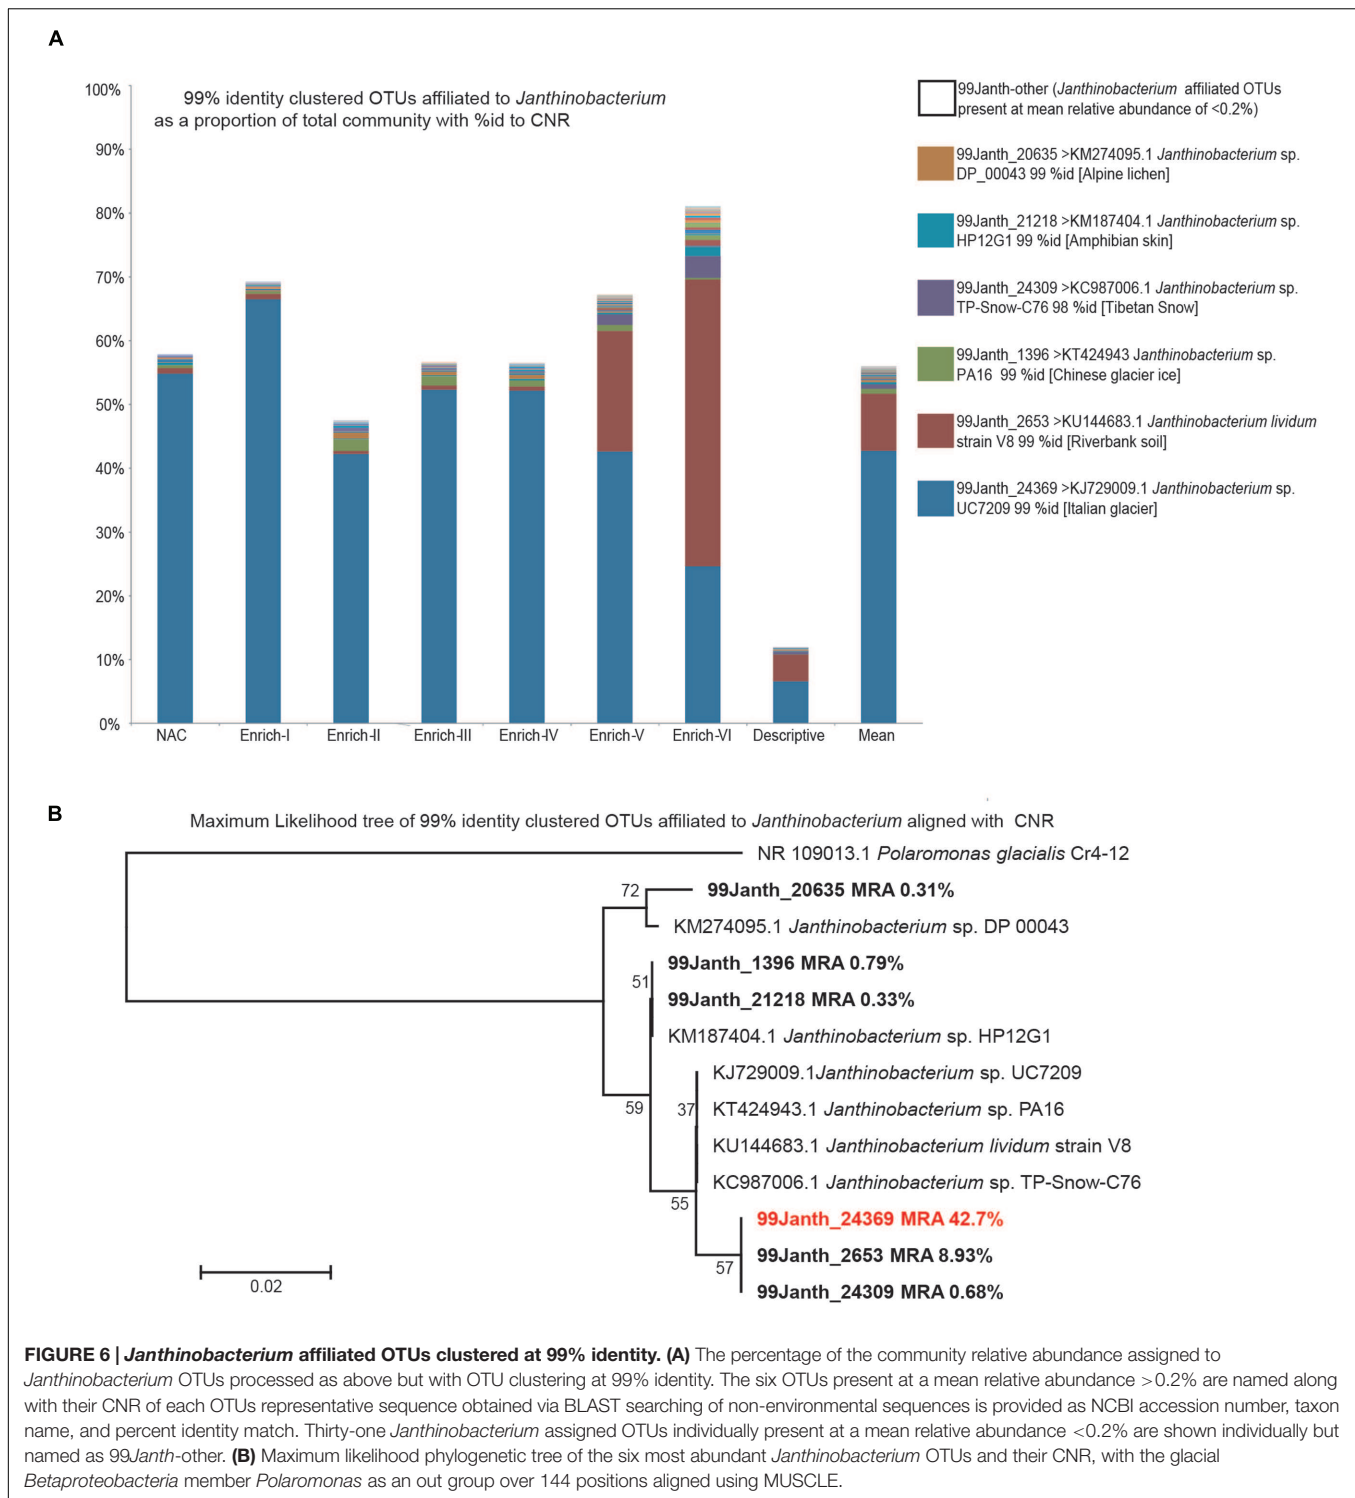 A
99% identity clustered OTUs affiliated to Janthinobacterium
as a proportion of total community with %id to CNR
100%
90%
80%
70%
60%
50%
40%
30%
20%
10%
0%
NAC
Enrich-I
Enrich-II
Enrich-III
Enrich-IV
Enrich-V
Enrich-VI
Descriptive
Mean
99Janth-other (Janthinobacterium affiliated OTUs
present at mean relative abundance of <0.2%)
99Janth_20635 >KM274095.1 Janthinobacterium sp.
DP_00043 99 %id [Alpine lichen]
99Janth_21218 >KM187404.1 Janthinobacterium sp.
HP12G1 99 %id [Amphibian skin]
99Janth_24309 >KC987006.1 Janthinobacterium sp.
TP-Snow-C76 98 %id [Tibetan Snow]
99Janth_1396 >KT424943 Janthinobacterium sp.
PA16 99 %id [Chinese glacier ice]
99Janth_2653 >KU144683.1 Janthinobacterium lividum
strain V8 99 %id [Riverbank soil]
99Janth_24369 >KJ729009.1 Janthinobacterium sp.
UC7209 99 %id [Italian glacier]
B
Maximum Likelihood tree of 99% identity clustered OTUs affiliated to Janthinobacterium aligned with CNR
NR 109013.1 Polaromonas glacialis Cr4-12
72
99Janth_20635 MRA 0.31%
KM274095.1 Janthinobacterium sp. DP 00043
99Janth_1396 MRA 0.79%
51
99Janth_21218 MRA 0.33%
KM187404.1 Janthinobacterium sp. HP12G1
KJ729009.1Janthinobacterium sp. UC7209
59
37
KT424943.1 Janthinobacterium sp. PA16
KU144683.1 Janthinobacterium lividum strain V8
KC987006.1 Janthinobacterium sp. TP-Snow-C76
55
99Janth_24369 MRA 42.7%
99Janth_2653 MRA 8.93%
57
99Janth_24309 MRA 0.68%
0.02
FIGURE 6 | Janthinobacterium affiliated OTUs clustered at 99% identity. (A) The percentage of the community relative abundance assigned to
Janthinobacterium OTUs processed as above but with OTU clustering at 99% identity. The six OTUs present at a mean relative abundance >0.2% are named along
with their CNR of each OTUs representative sequence obtained via BLAST searching of non-environmental sequences is provided as NCBI accession number, taxon
name, and percent identity match. Thirty-one Janthinobacterium assigned OTUs individually present at a mean relative abundance <0.2% are shown individually but
named as 99Janth-other. (B) Maximum likelihood phylogenetic tree of the six most abundant Janthinobacterium OTUs and their CNR, with the glacial
Betaproteobacteria member Polaromonas as an out group over 144 positions aligned using MUSCLE.